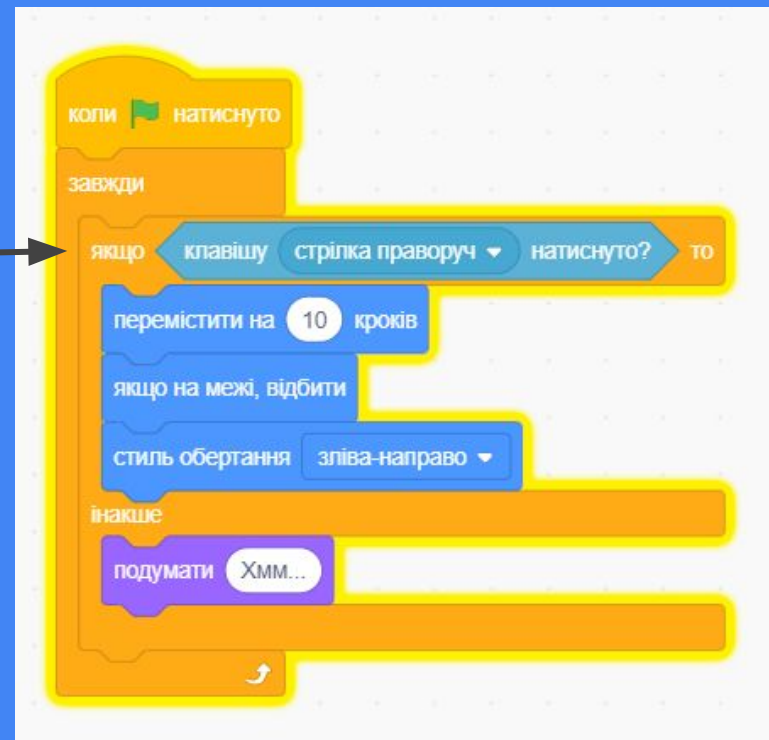 коли натиснуто
завжди
якщо клавішу стрілка праворуч натиснуто? то
перемістити на 10 кроків
якщо на межі, відбити
стиль обертання зліва-направо
інакше
подумати Хмм...